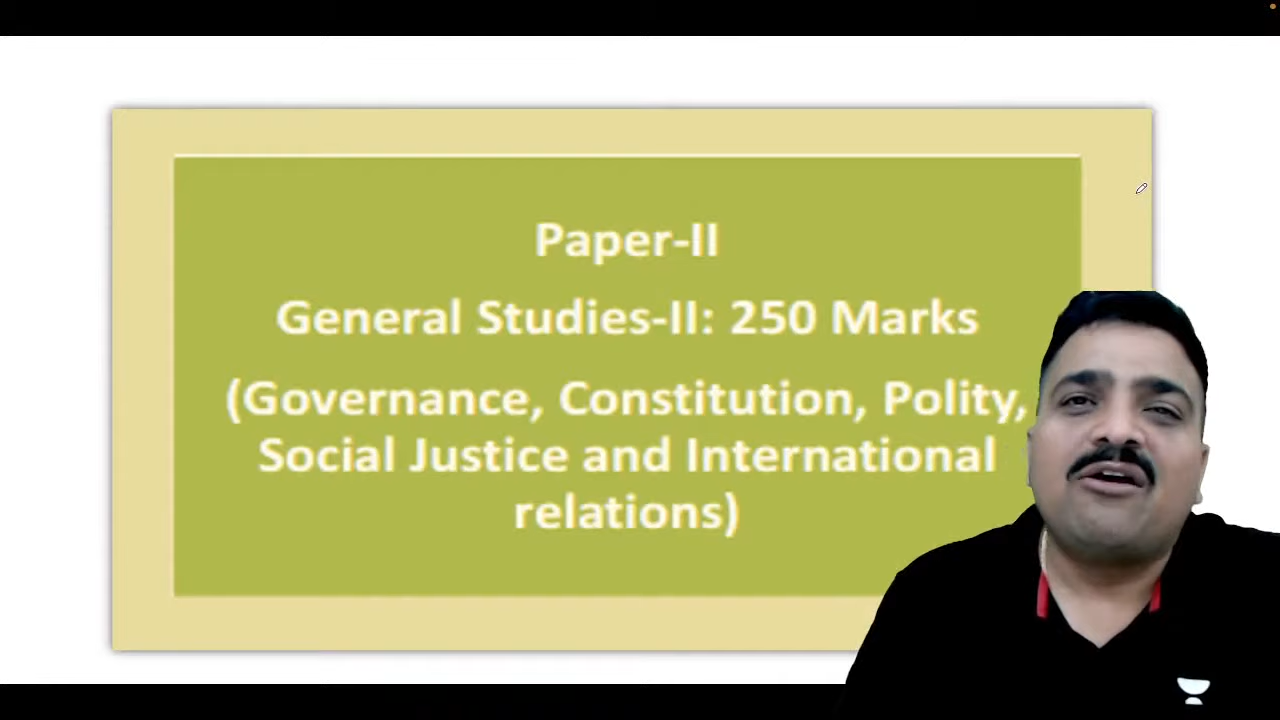 Paper-II
General Studies-II: 250 Marks
(Governance, Constitution, Polity,
Social Justice and International
relations)